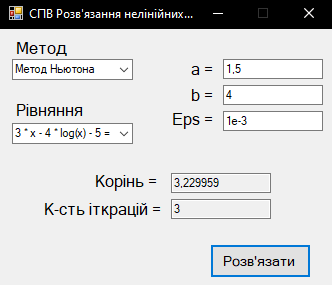 СПВ Розв'язання нелінійних...
Метод
Метод Ньютона
a = 1,5
b = 4
Рівняння
Eps = 1e-3
3 * x - 4 * log(x) - 5 =
Корінь = 3,229959
К-сть іткрацій = 3
Розв'язати